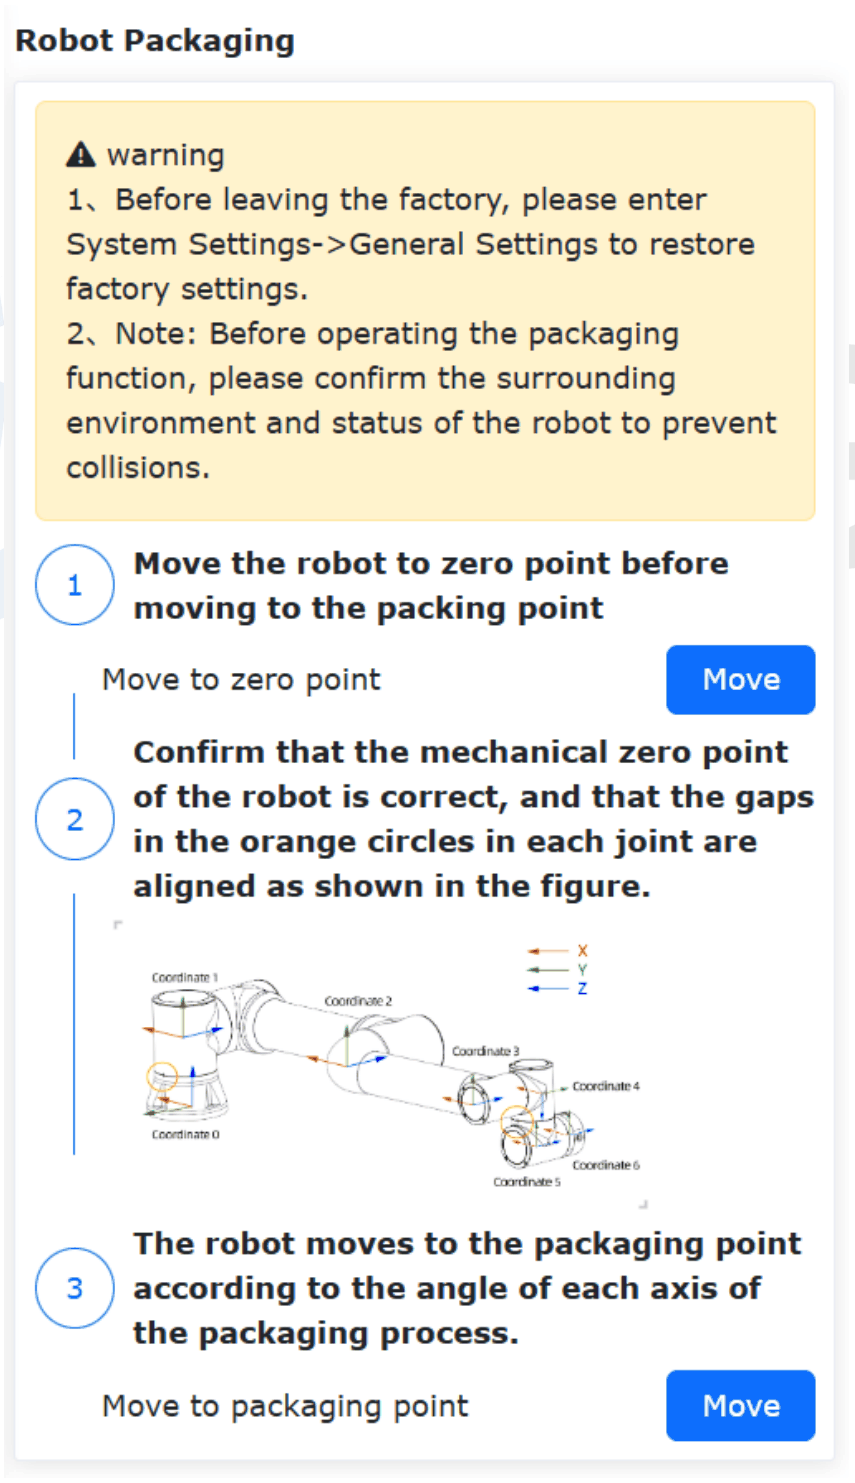 Robot Packaging
warning
1、Before leaving the factory, please enter
System Settings->General Settings to restore
factory settings.
2、Note: Before operating the packaging
function, please confirm the surrounding
environment and status of the robot to prevent
collisions.
1
Move the robot to zero point before
moving to the packing point
Move to zero point
Move
2
Confirm that the mechanical zero point
of the robot is correct, and that the gaps
in the orange circles in each joint are
aligned as shown in the figure.
X
Y
Z
Coordinate 1
Coordinate 2
Coordinate 3
Coordinate 4
Coordinate 0
Coordinate 6
Coordinate 5
3
The robot moves to the packaging point
according to the angle of each axis of
the packaging process.
Move to packaging point
Move